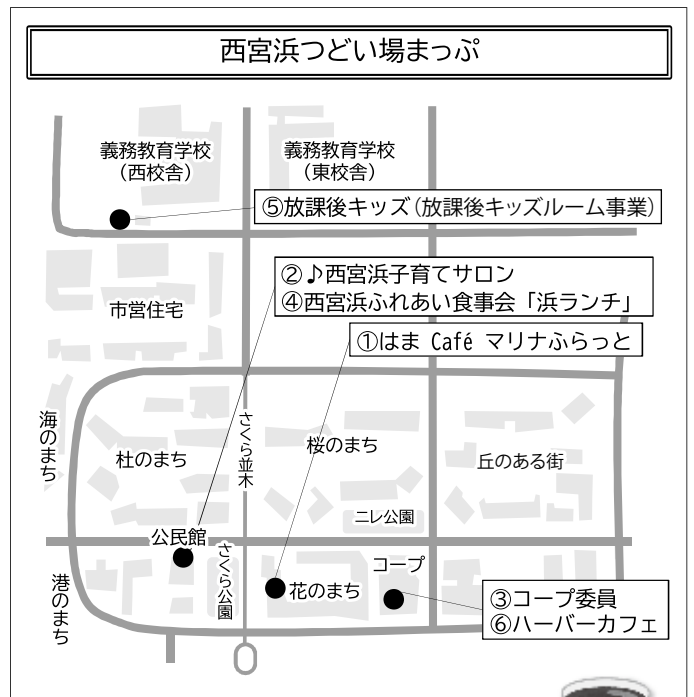 西宮浜つどい場まっぷ
義務教育学校
（西校舎）
義務教育学校
（東校舎）
⑤放課後キッズ（放課後キッズルーム事業）
②♪西宮浜子育てサロン
④西宮浜ふれあい食事会「浜ランチ」
市営住宅
①はま Café マリナふらっと
海のまち
さくら並木
桜のまち
杜のまち
丘のある街
ニレ公園
公民館
さくら公園
コープ
港のまち
花のまち
③コープ委員
⑥ハーバーカフェ